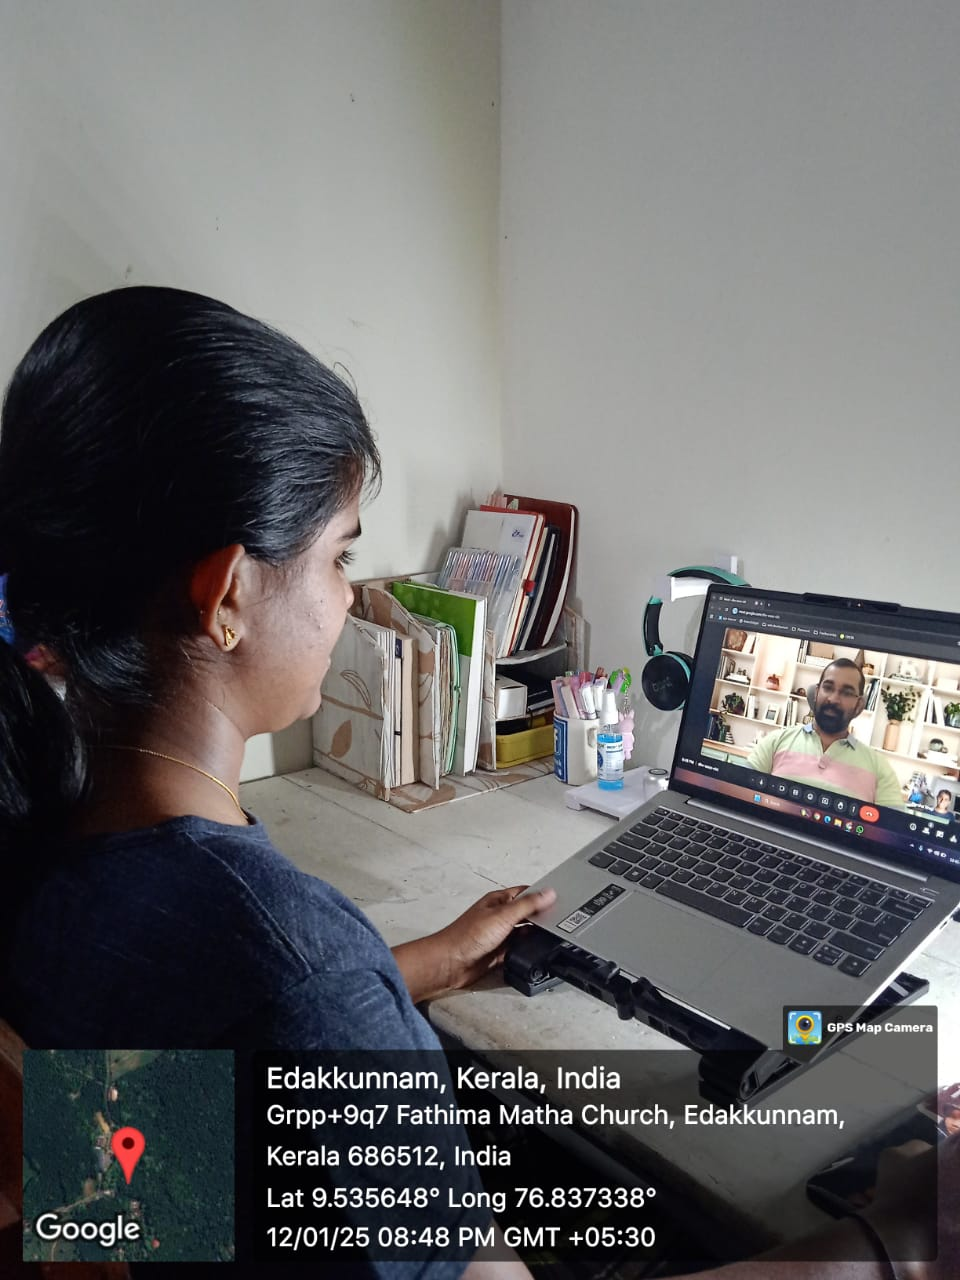 GPS Map Camera
Edakkunnam, Kerala, India
Grpp+9q7 Fathima Matha Church, Edakkunnam,
Kerala 686512, India
Lat 9.535648° Long 76.837338°
12/01/25 08:48 PM GMT +05:30
Google